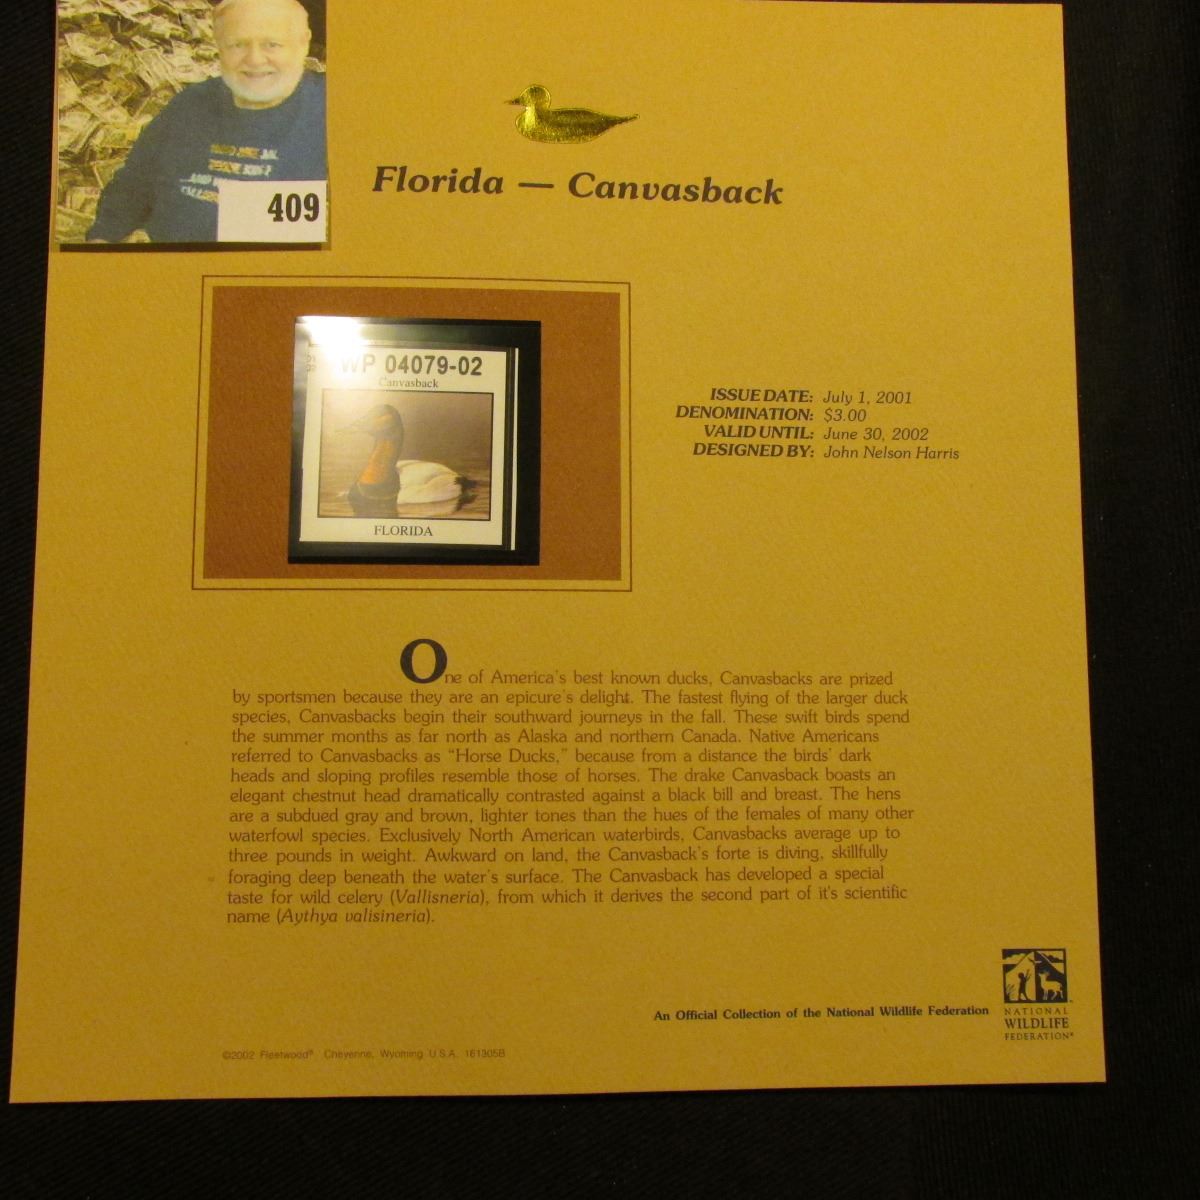 409
Florida — Canvasback
WP 04079-02
Canvasback
FLORIDA
ISSUE DATE: July 1, 2001
DENOMINATION: $3.00
VALID UNTIL: June 30, 2002
DESIGNED BY: John Nelson Harris
One of America's best known ducks, Canvasbacks are prized
by sportsmen because they are an epicure's delight. The fastest flying of the larger duck
species, Canvasbacks begin their southward journeys in the fall. These swift birds spend
the summer months as far north as Alaska and northern Canada. Native Americans
referred to Canvasbacks as “Horse Ducks,” because from a distance the birds' dark
heads and sloping profiles resemble those of horses. The drake Canvasback boasts an
elegant chestnut head dramatically contrasted against a black bill and breast. The hens
are a subdued gray and brown, lighter tones than the hues of the females of many other
waterfowl species. Exclusively North American waterbirds, Canvasbacks average up to
three pounds in weight. Awkward on land, the Canvasback's forte is diving, skillfully
foraging deep beneath the water's surface. The Canvasback has developed a special
taste for wild celery (Vallisneria), from which it derives the second part of it's scientific
name (Aythya valisineria).
An Official Collection of the National Wildlife Federation
NATIONAL
WILDLIFE
FEDERATION®
©2002 Fleetwood® Cheyenne, Wyoming U.S.A. 161305B